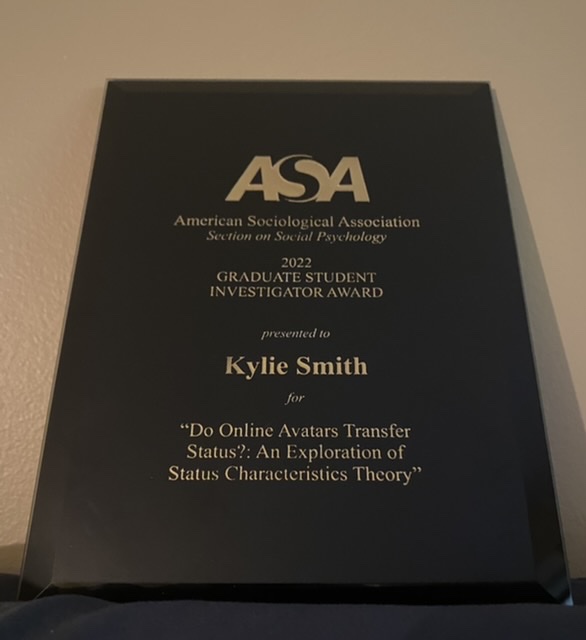 ASA
American Sociological Association
Section on Social Psychology
2022
GRADUATE STUDENT
INVESTIGATOR AWARD
presented to
Kylie Smith
for
“Do Online Avatars Transfer
Status?: An Exploration of
Status Characteristics Theory”